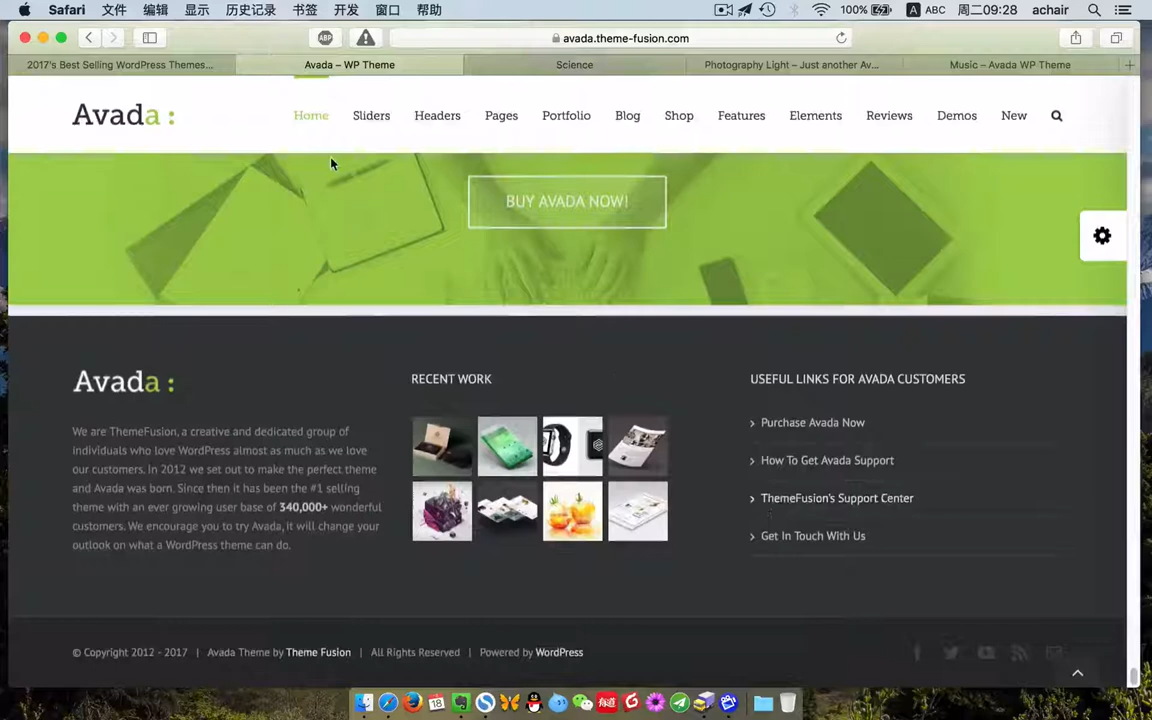 Safari 文件 编辑 显示 历史记录 书签 开发 窗口 帮助 100% A ABC 周二09:28 achair
ABP avada.theme-fusion.com
2017's Best Selling WordPress Themes... Avada – WP Theme Science Photography Light – Just another Av... Music – Avada WP Theme
Avada : Home Sliders Headers Pages Portfolio Blog Shop Features Elements Reviews Demos New
BUY AVADA NOW!
Avada :
We are ThemeFusion, a creative and dedicated group of
individuals who love WordPress almost as much as we love
our customers. In 2012 we set out to make the perfect theme
and Avada was born. Since then it has been the #1 selling
theme with an ever growing user base of 340,000+ wonderful
customers. We encourage you to try Avada, it will change your
outlook on what a WordPress theme can do.
RECENT WORK
USEFUL LINKS FOR AVADA CUSTOMERS
Purchase Avada Now
How To Get Avada Support
ThemeFusion's Support Center
Get In Touch With Us
© Copyright 2012 - 2017 | Avada Theme by Theme Fusion | All Rights Reserved | Powered by WordPress
18 有道